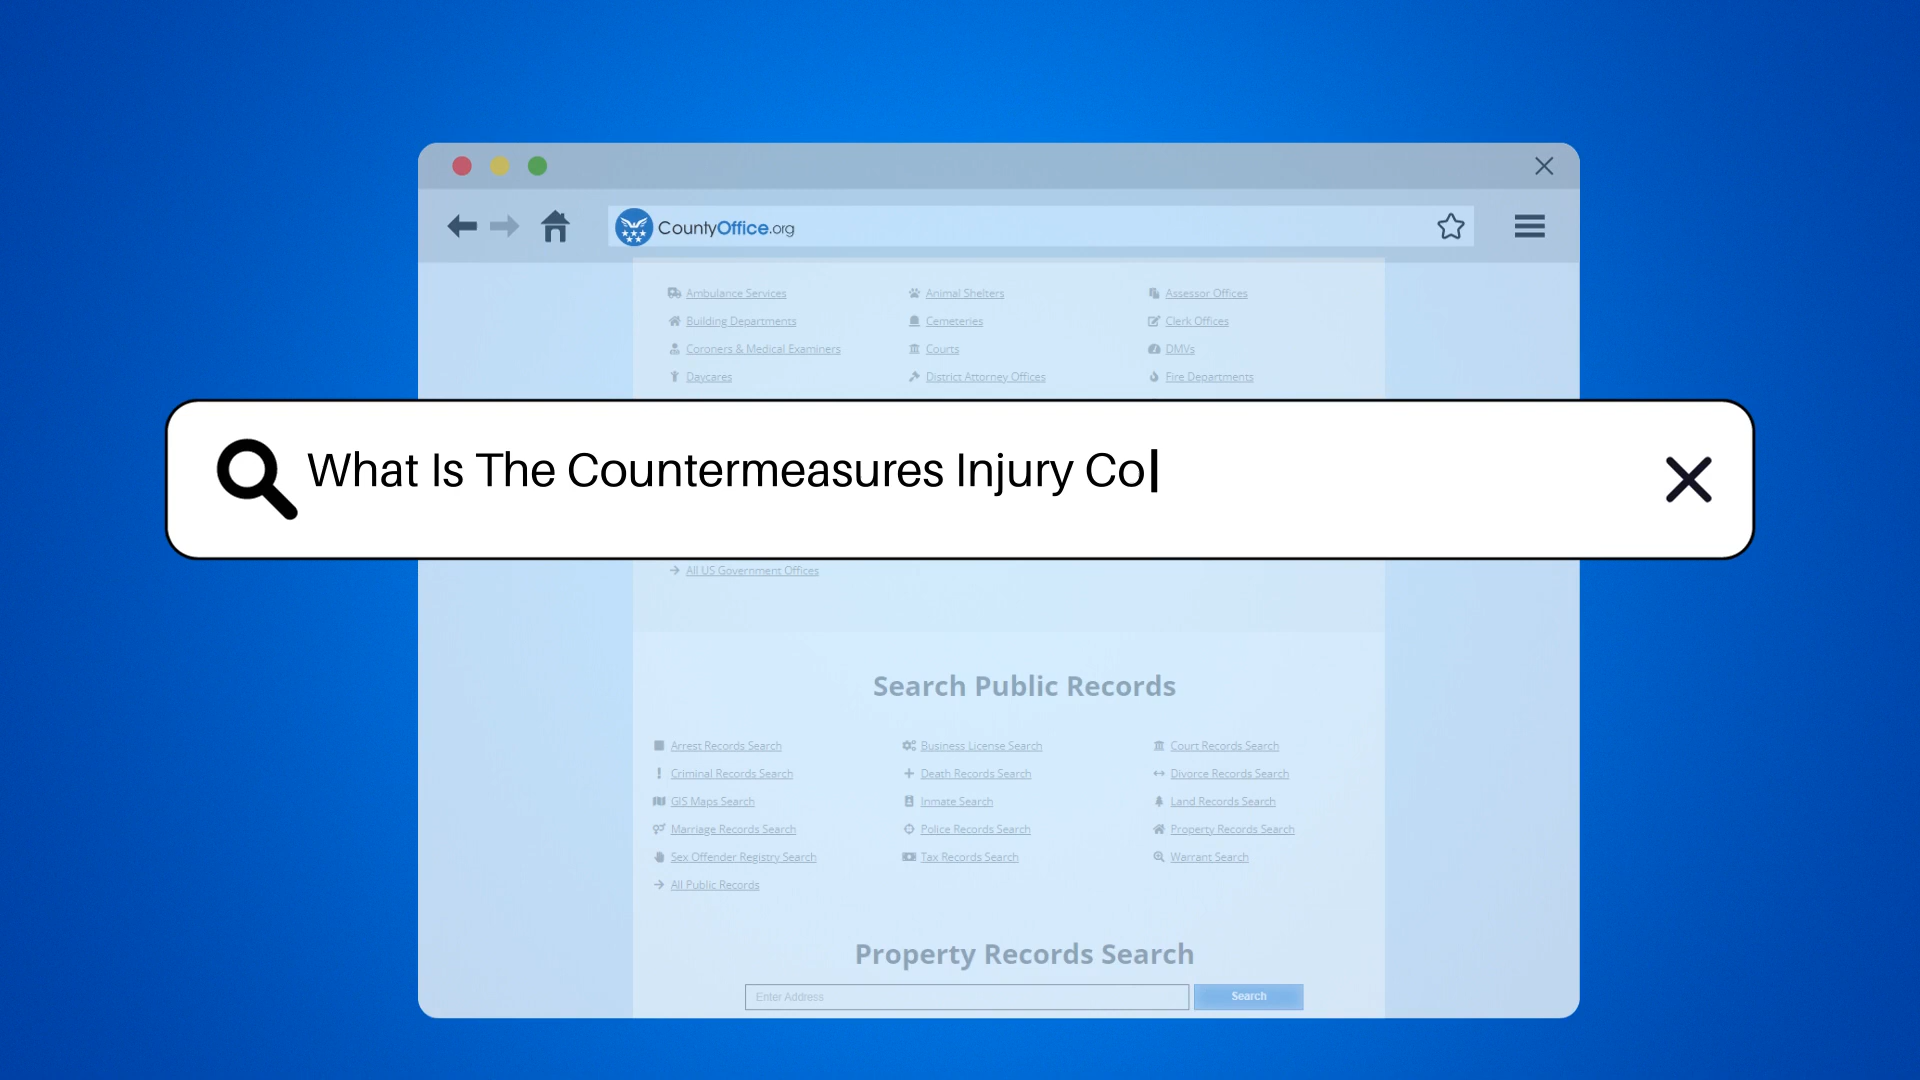 CountyOffice.org
Ambulance Services Animal Shelters Assessor Offices
Building Departments Cemeteries Clerk Offices
Coroners & Medical Examiners Courts DMVs
Daycares District Attorney Offices Fire Departments
What Is The Countermeasures Injury Co
All US Government Offices
Search Public Records
Arrest Records Search Business License Search Court Records Search
Criminal Records Search Death Records Search Divorce Records Search
GIS Maps Search Inmate Search Land Records Search
Marriage Records Search Police Records Search Property Records Search
Sex Offender Registry Search Tax Records Search Warrant Search
All Public Records
Property Records Search
Enter Address Search